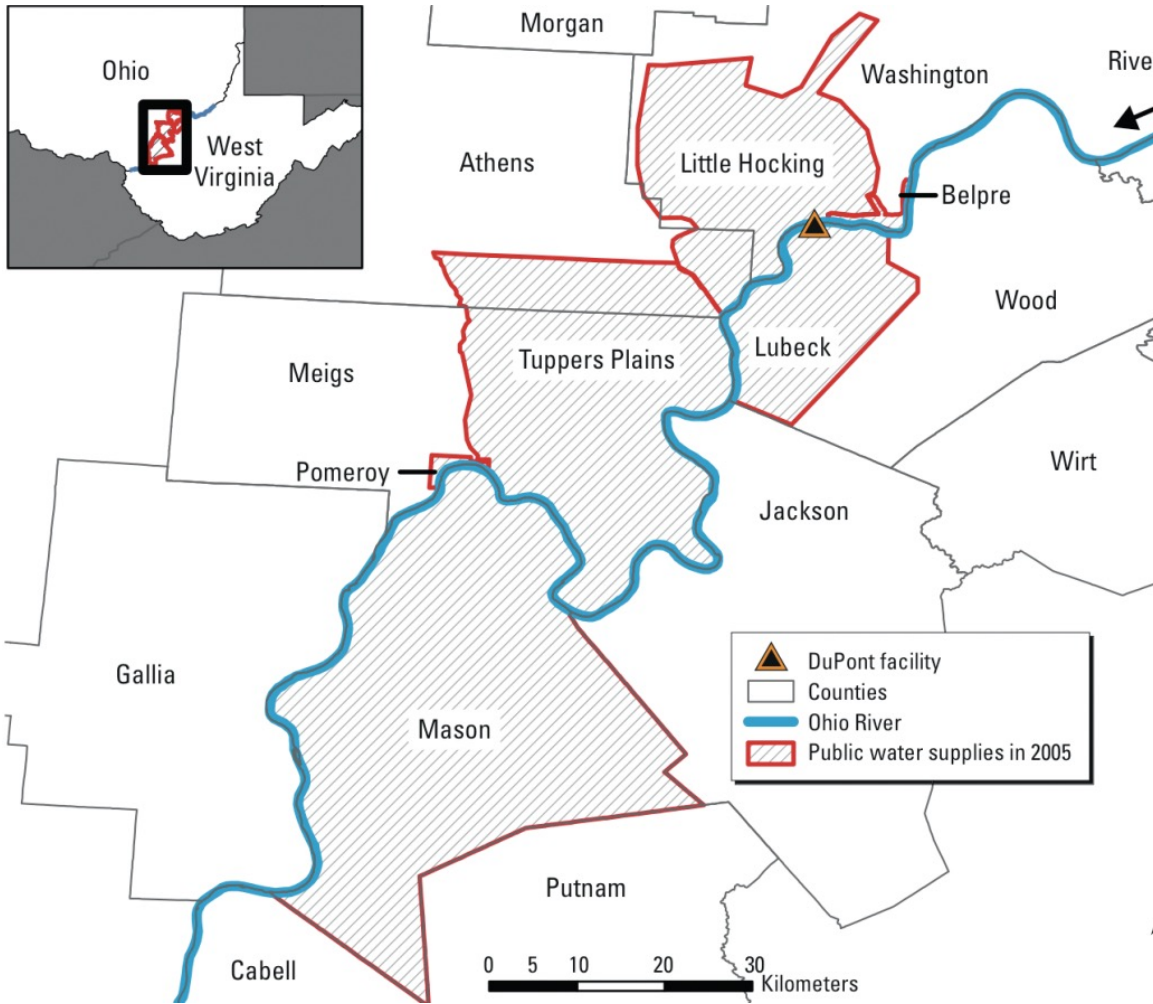 Morgan
Ohio
West
Virginia
Washington
Rive
Athens
Little Hocking
Belpre
Wood
Lubeck
Tuppers Plains
Meigs
Wirt
Pomeroy
Jackson
Gallia
Mason
DuPont facility
Counties
Ohio River
Public water supplies in 2005
Putnam
Cabell
0 5 10 20 30
Kilometers